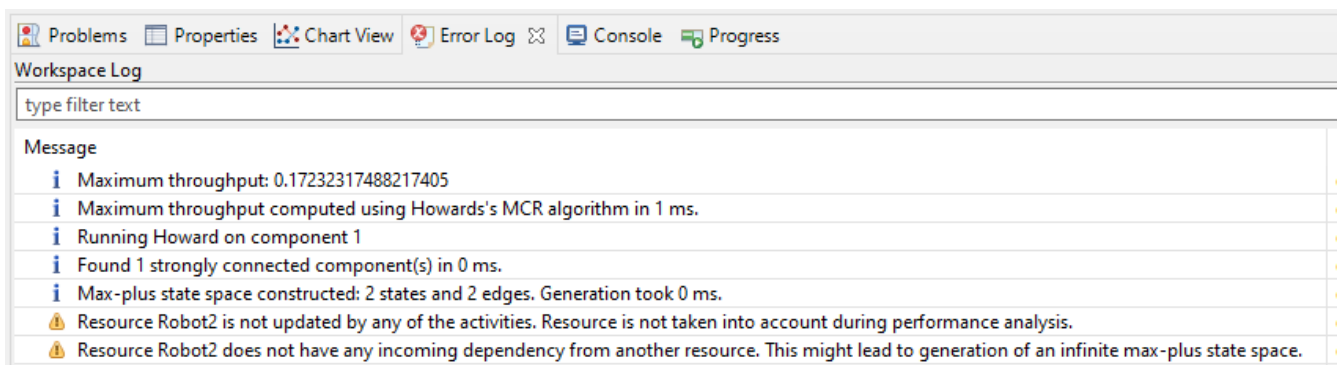 Problems Properties Chart View Error Log Console Progress
Workspace Log
type filter text
Message
Maximum throughput: 0.17232317488217405
Maximum throughput computed using Howards's MCR algorithm in 1 ms.
Running Howard on component 1
Found 1 strongly connected component(s) in 0 ms.
Max-plus state space constructed: 2 states and 2 edges. Generation took 0 ms.
Resource Robot2 is not updated by any of the activities. Resource is not taken into account during performance analysis.
Resource Robot2 does not have any incoming dependency from another resource. This might lead to generation of an infinite max-plus state space.